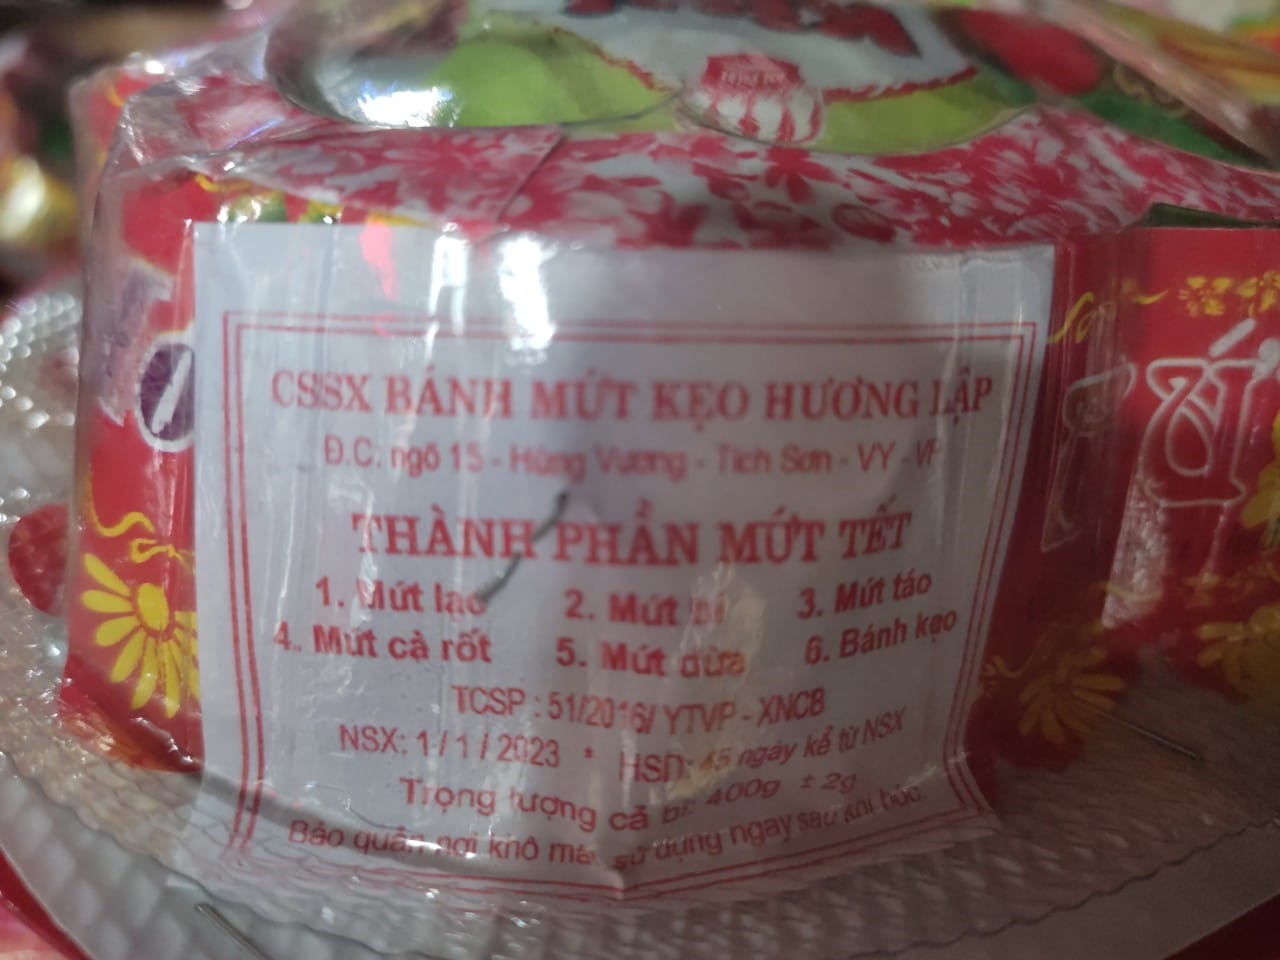 CSSX BÁNH MỨT KẸO HƯƠNG LẬP
Đ.C: ngõ 15 - Hùng Vương - Tích Sơn - VY - VP
THÀNH PHẦN MỨT TẾT
1. Mứt lạc 2. Mứt bí 3. Mứt táo
4. Mứt cà rốt 5. Mứt dừa 6. Bánh kẹo
TCSP : 51/2016/ YTVP - XNCB
NSX: 1 / 1 / 2023 * HSD: 45 ngày kể từ NSX
Trọng lượng cả bì: 400g ± 2g
Bảo quản nơi khô mát, sử dụng ngay sau khi bóc.